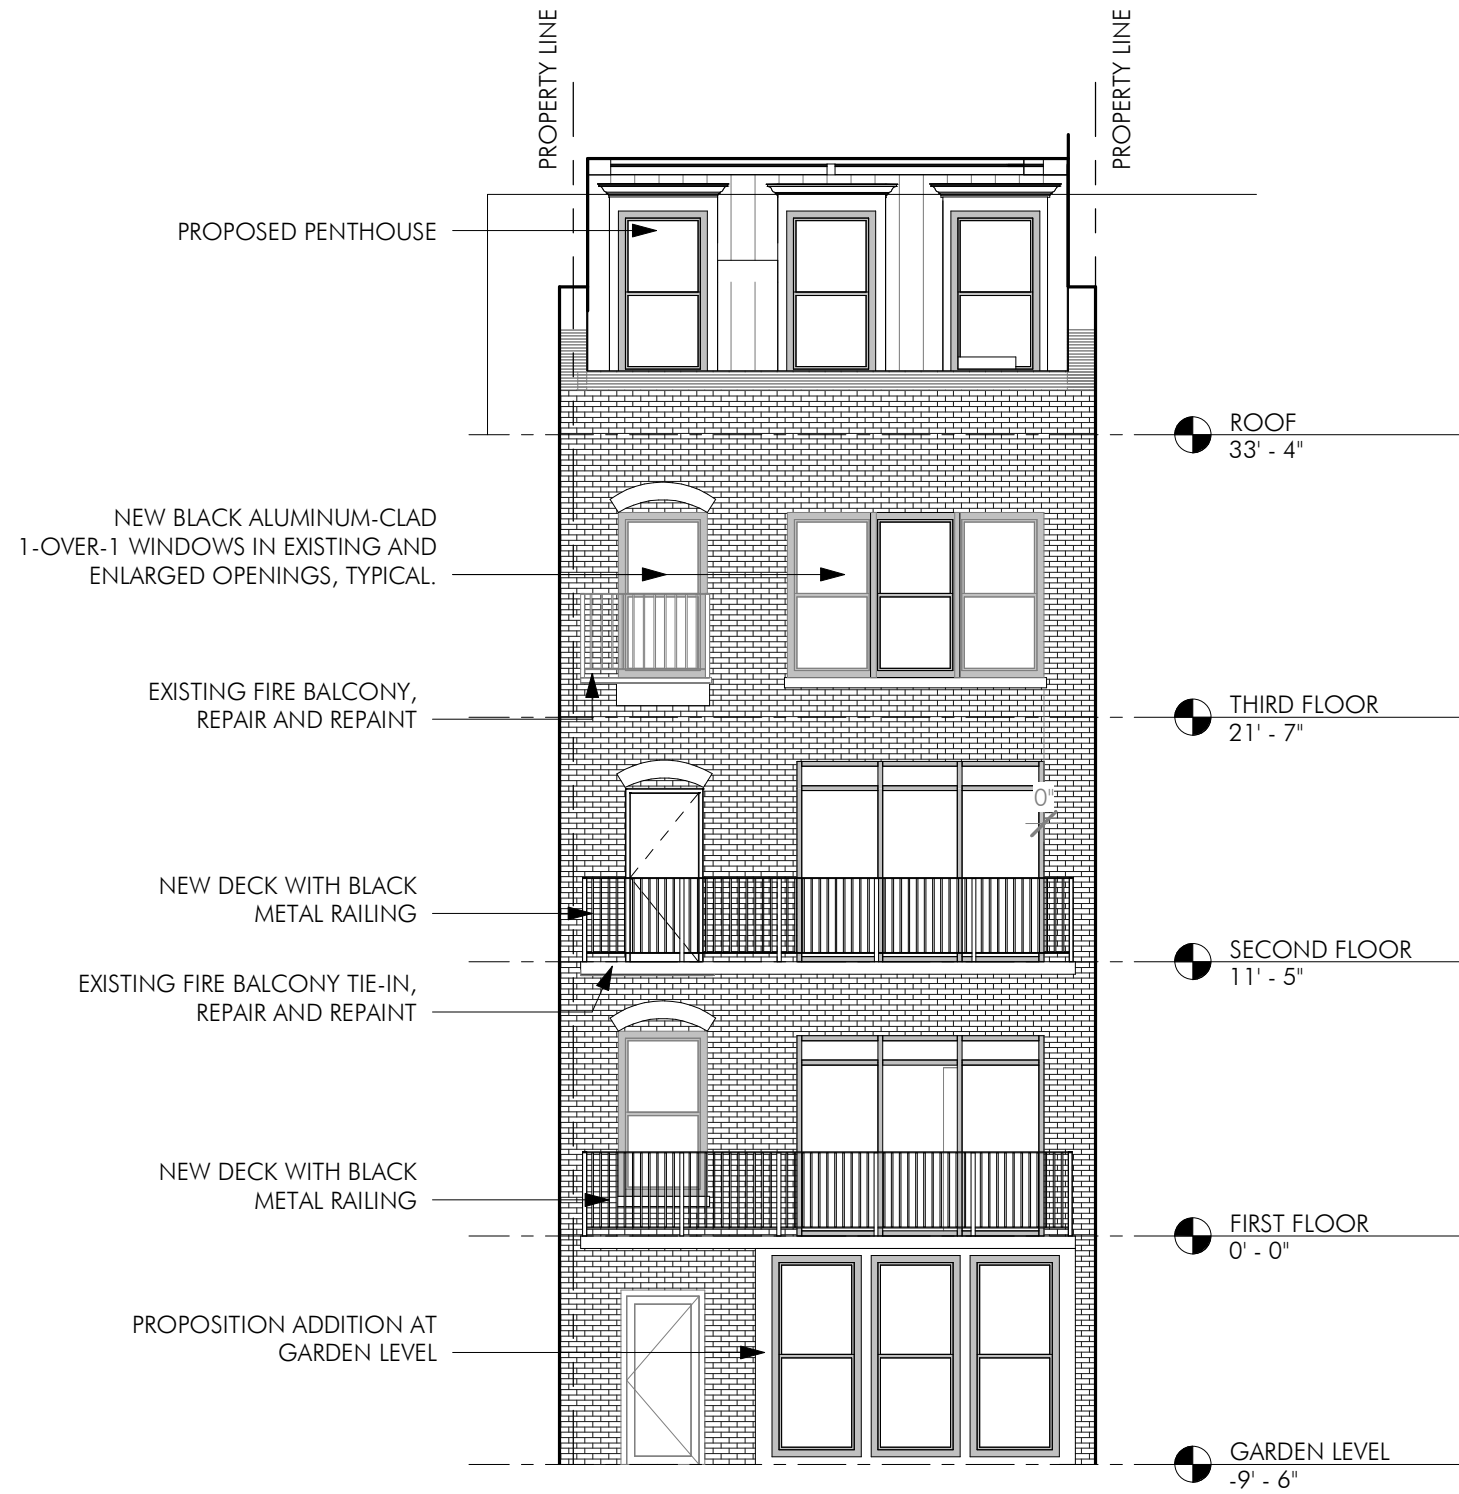 PROPERTY LINE
PROPERTY LINE
PROPOSED PENTHOUSE
ROOF
33' - 4"
NEW BLACK ALUMINUM-CLAD
1-OVER-1 WINDOWS IN EXISTING AND
ENLARGED OPENINGS, TYPICAL.
EXISTING FIRE BALCONY,
REPAIR AND REPAINT
THIRD FLOOR
21' - 7"
0"
NEW DECK WITH BLACK
METAL RAILING
SECOND FLOOR
11' - 5"
EXISTING FIRE BALCONY TIE-IN,
REPAIR AND REPAINT
NEW DECK WITH BLACK
METAL RAILING
FIRST FLOOR
0' - 0"
PROPOSITION ADDITION AT
GARDEN LEVEL
GARDEN LEVEL
-9' - 6"